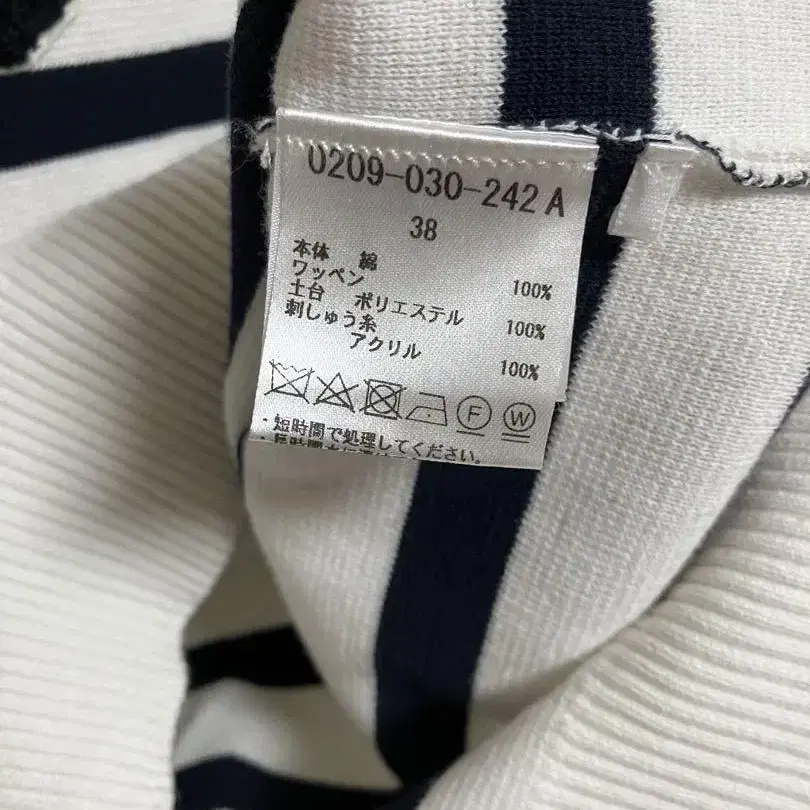 0209-030-242 A
38
本体 綿 100%
ワッペン
土台 ポリエステル 100%
刺しゅう糸
アクリル 100%
F W
・短時間で処理してください。